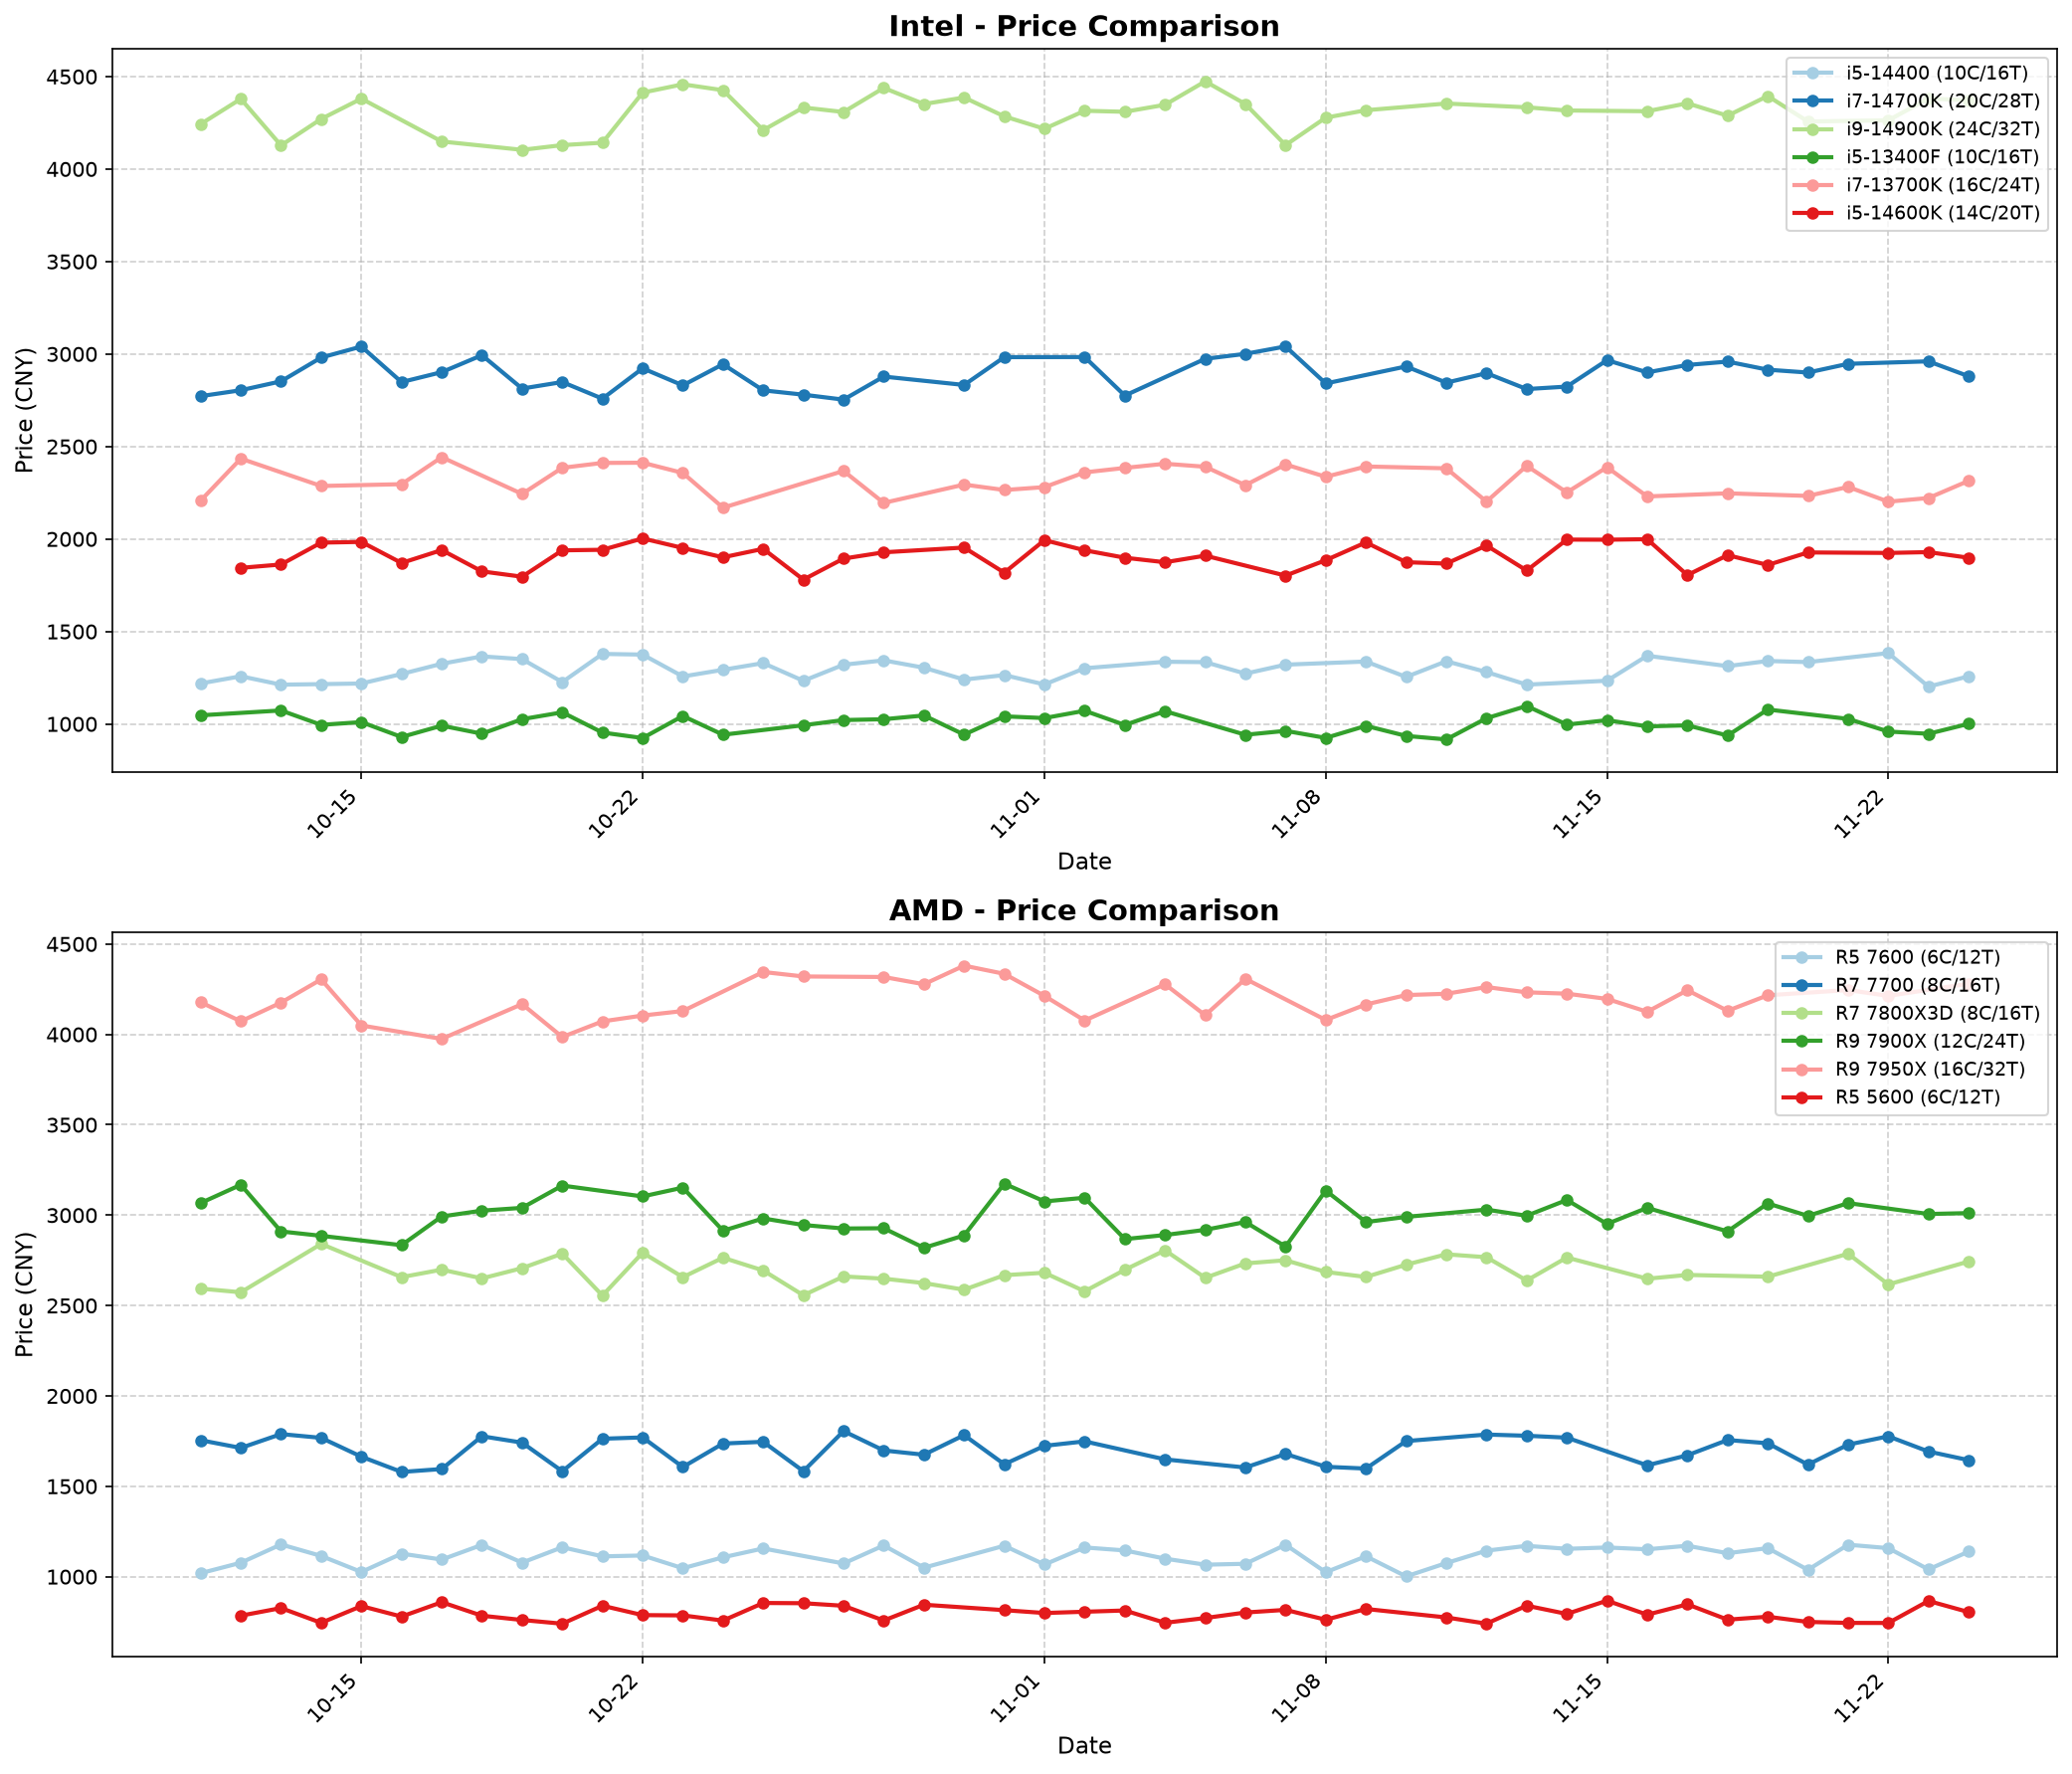 Intel - Price Comparison
Price (CNY)
4500
4000
3500
3000
2500
2000
1500
1000
i5-14400 (10C/16T)
i7-14700K (20C/28T)
i9-14900K (24C/32T)
i5-13400F (10C/16T)
i7-13700K (16C/24T)
i5-14600K (14C/20T)
10-15
10-22
11-01
11-08
11-15
11-22
Date
AMD - Price Comparison
Price (CNY)
4500
4000
3500
3000
2500
2000
1500
1000
R5 7600 (6C/12T)
R7 7700 (8C/16T)
R7 7800X3D (8C/16T)
R9 7900X (12C/24T)
R9 7950X (16C/32T)
R5 5600 (6C/12T)
10-15
10-22
11-01
11-08
11-15
11-22
Date